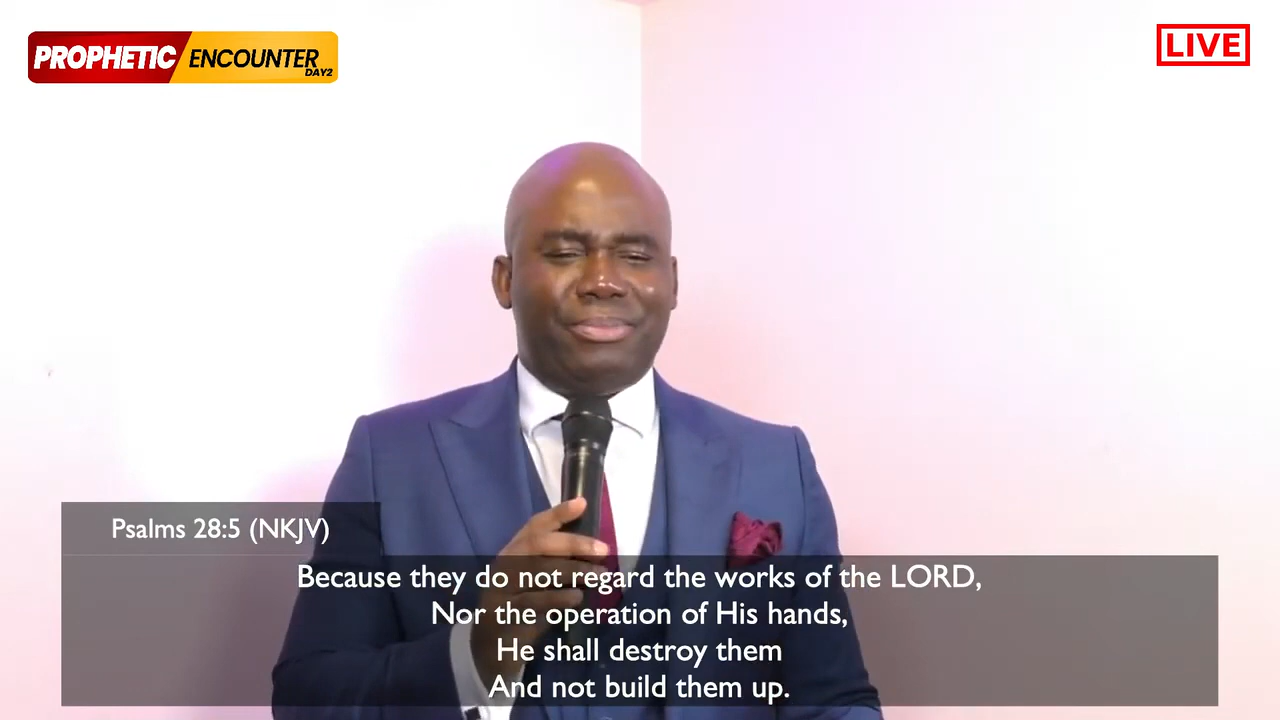 PROPHETIC ENCOUNTER
DAY2
LIVE
Psalms 28:5 (NKJV)
Because they do not regard the works of the LORD,
Nor the operation of His hands,
He shall destroy them
And not build them up.